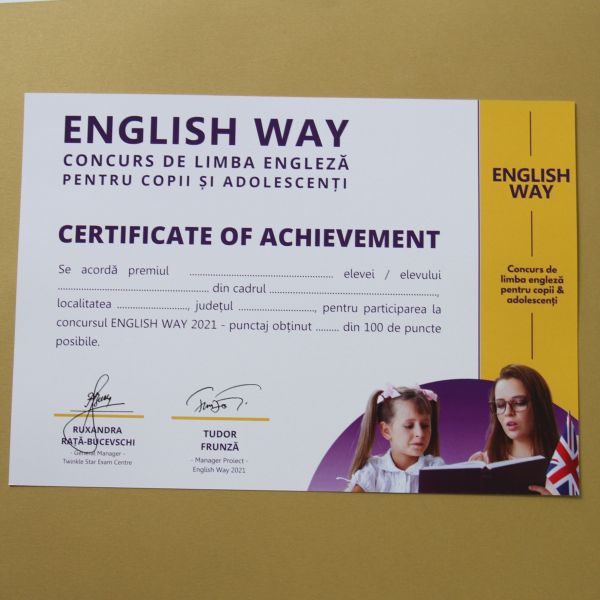 ENGLISH WAY
CONCURS DE LIMBA ENGLEZĂ
PENTRU COPII ȘI ADOLESCENȚI
CERTIFICATE OF ACHIEVEMENT
Se acordă premiul ........................................... elevei / elevului
.............................................. din cadrul ...................................................,
localitatea ....................., județul ......................., pentru participarea la
concursul ENGLISH WAY 2021 - punctaj obținut ........ din 100 de puncte
posibile.
RUXANDRA
RAȚĂ-BUCEVSCHI
- General Manager -
Twinkle Star Exam Centre
TUDOR
FRUNZĂ
- Manager Proiect -
English Way 2021
ENGLISH
WAY
Concurs de
limba engleză
pentru copii &
adolescenți